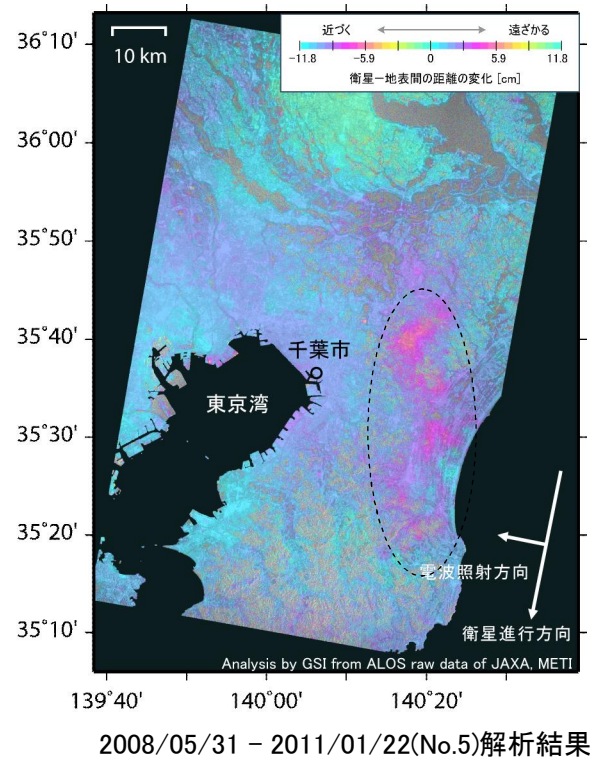 36˚10'
10 km
近づく
遠ざかる
-11.8
-5.9
0
5.9
11.8
衛星－地表間の距離の変化 [cm]
36˚00'
35˚50'
35˚40'
千葉市
東京湾
35˚30'
35˚20'
電波照射方向
35˚10'
衛星進行方向
Analysis by GSI from ALOS raw data of JAXA, METI
139˚40'
140˚00'
140˚20'
2008/05/31 – 2011/01/22(No.5)解析結果